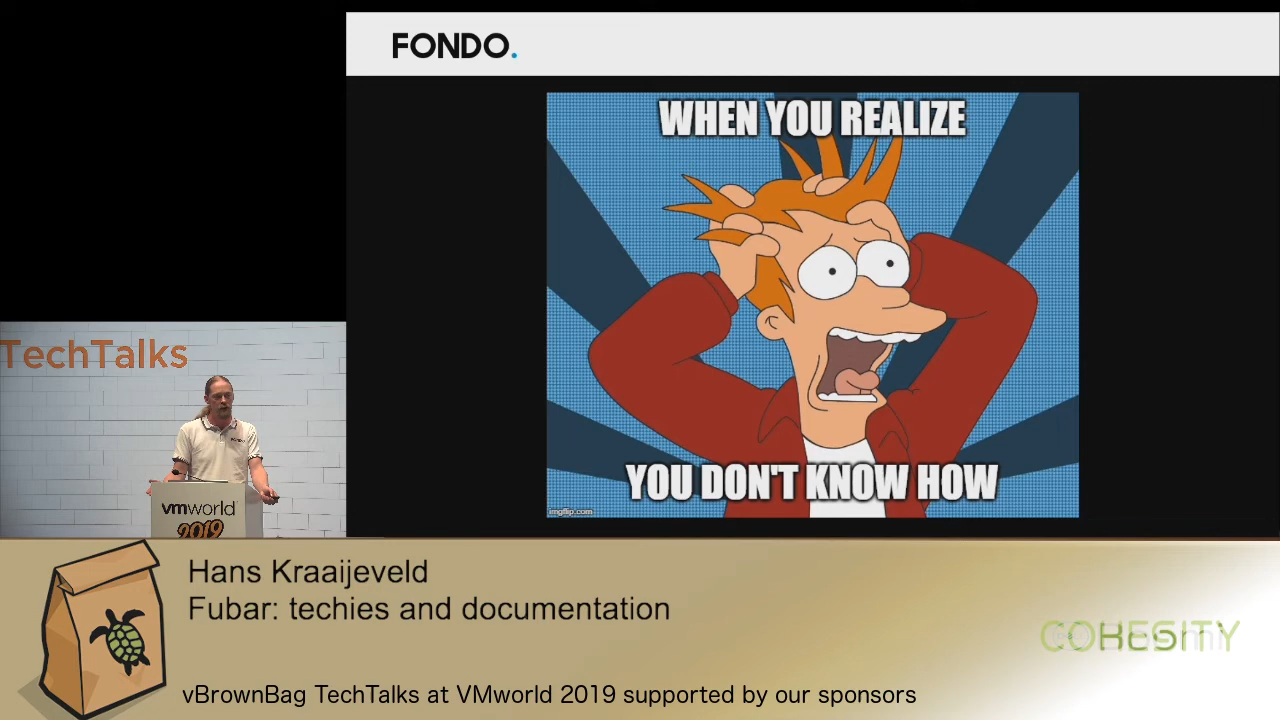 FONDO.
WHEN YOU REALIZE
YOU DON'T KNOW HOW
imgflip.com
TechTalks
vmworld
2019
Hans Kraaijeveld
Fubar: techies and documentation
COHESITY
vBrownBag TechTalks at VMworld 2019 supported by our sponsors